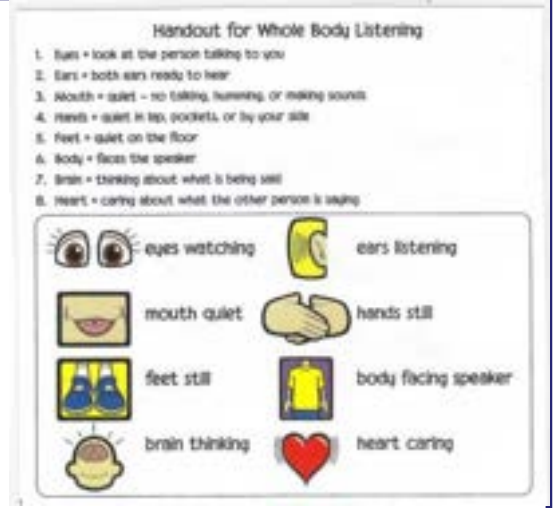 Handout for Whole Body Listening
1. Eyes = look at the person talking to you
2. Ears = both ears ready to hear
3. Mouth = quiet – no talking, humming, or making sounds
4. Hands = quiet in lap, pockets, or by your side
5. Feet = quiet on the floor
6. Body = faces the speaker
7. Brain = thinking about what is being said
8. Heart = caring about what the other person is saying
eyes watching
ears listening
mouth quiet
hands still
feet still
body facing speaker
brain thinking
heart caring